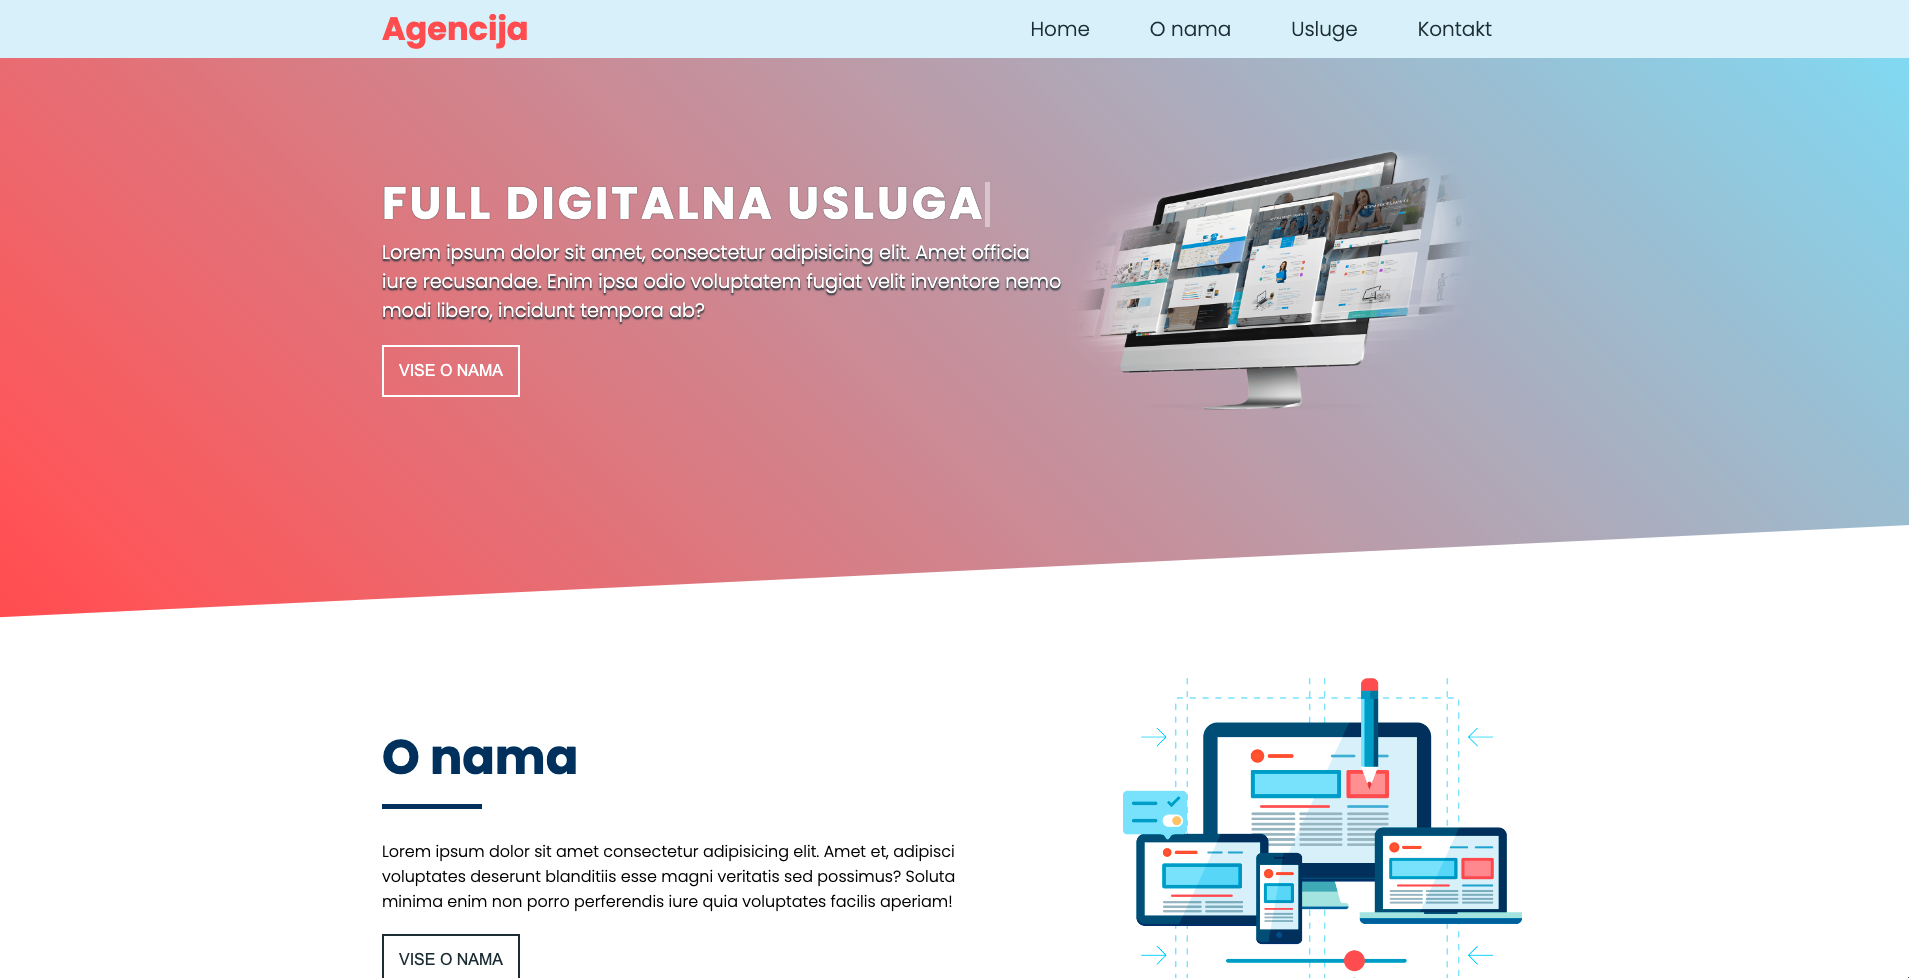 Agencija
Home
O nama
Usluge
Kontakt
FULL DIGITALNA USLUGA
Lorem ipsum dolor sit amet, consectetur adipisicing elit. Amet officia
iure recusandae. Enim ipsa odio voluptatem fugiat velit inventore nemo
modi libero, incidunt tempora ab?
VISE O NAMA
O nama
Lorem ipsum dolor sit amet consectetur adipisicing elit. Amet et, adipisci
voluptates deserunt blanditiis esse magni veritatis sed possimus? Soluta
minima enim non porro perferendis iure quia voluptates facilis aperiam!
VISE O NAMA